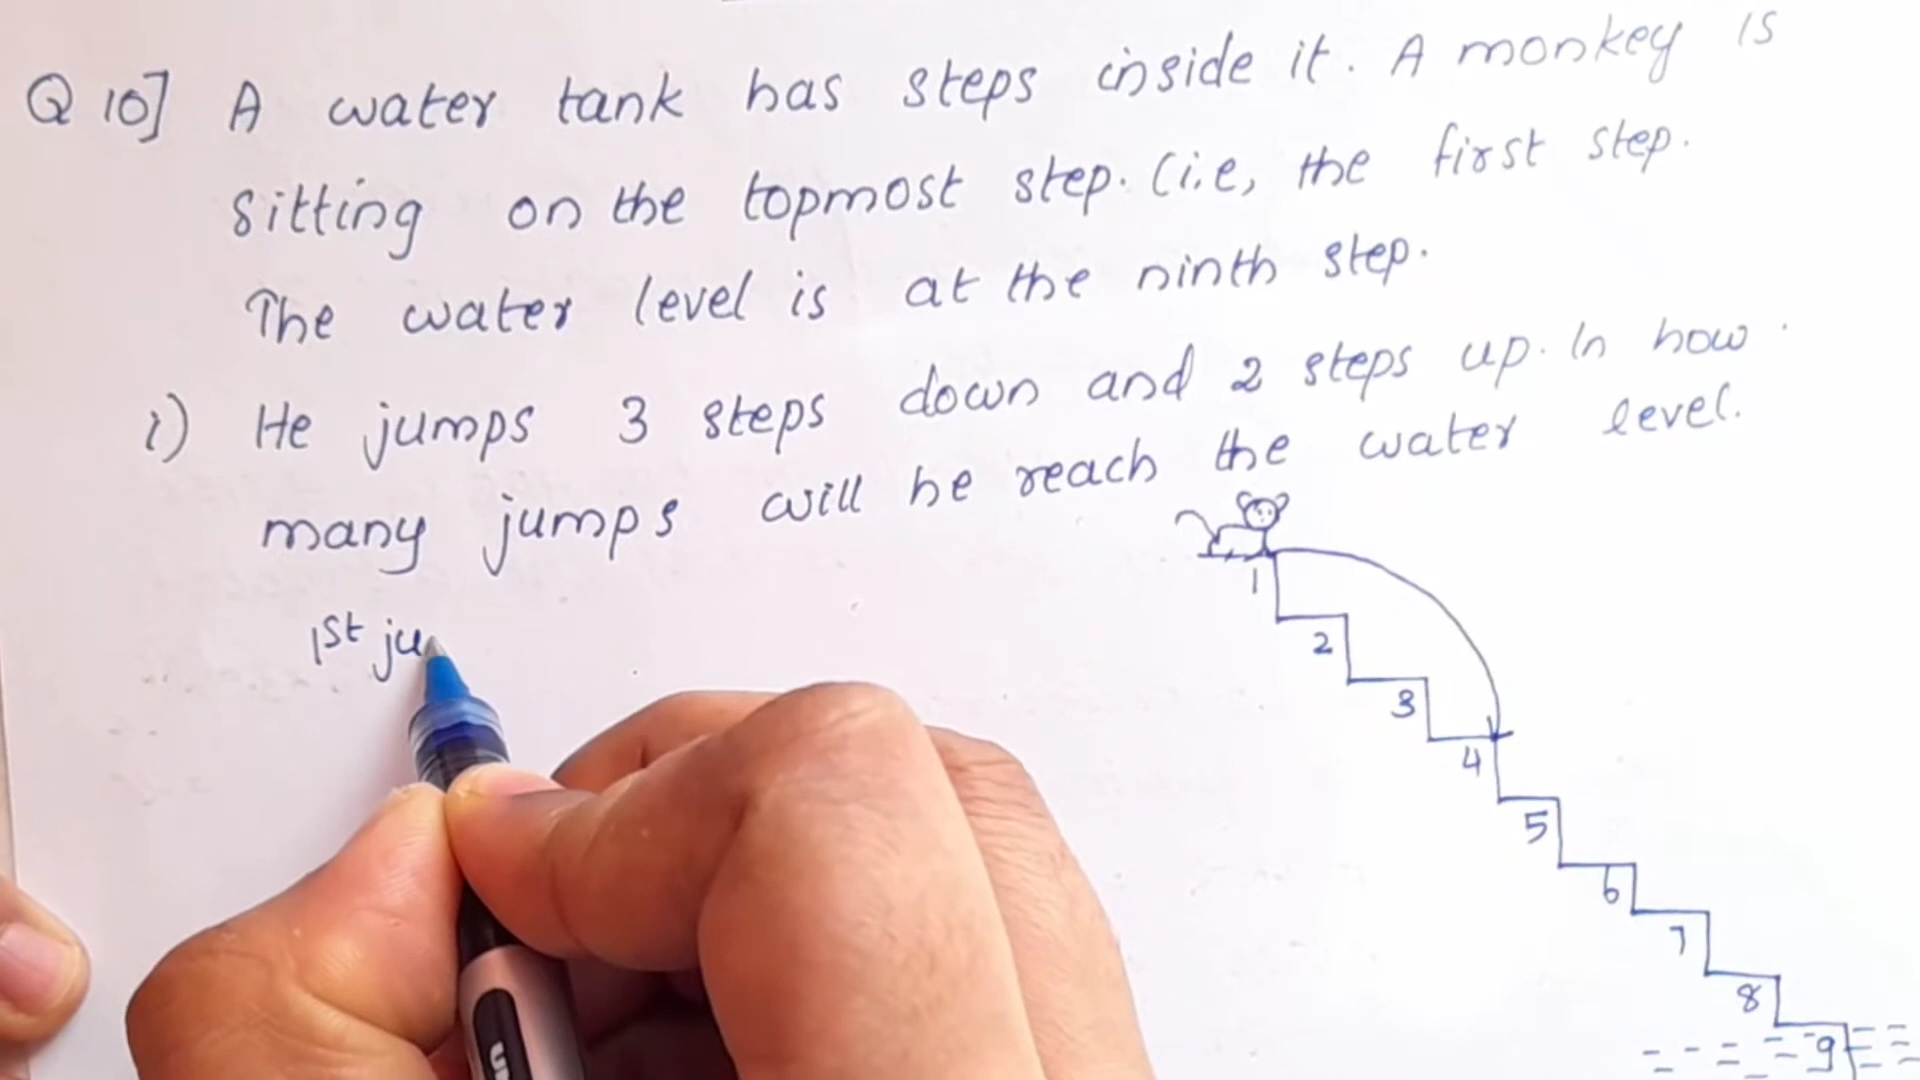 Q 10] A water tank has steps inside it. A monkey is
sitting on the topmost step. (i.e, the first step.
The water level is at the ninth step.
i) He jumps 3 steps down and 2 steps up. In how
many jumps will he reach the water level.
1st ju
1
2
3
4
5
6
7
8
9